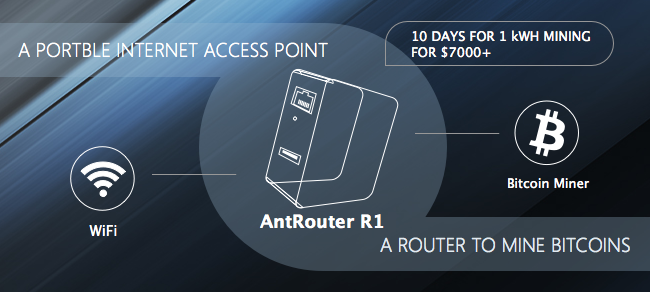 10 DAYS FOR 1 kWH MINING
FOR $7000+
A PORTBLE INTERNET ACCESS POINT
Bitcoin Miner
WiFi
AntRouter R1
A ROUTER TO MINE BITCOINS